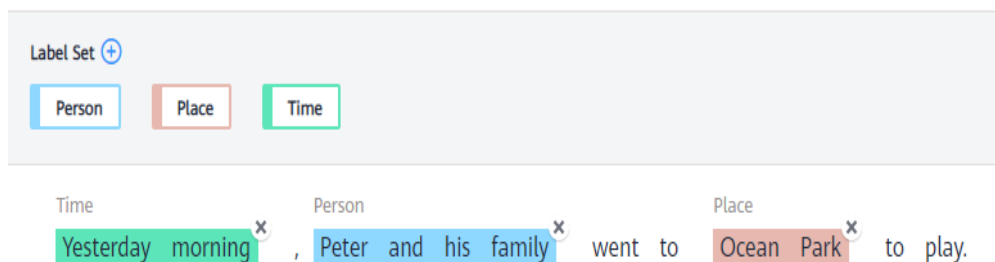 Label Set
Person Place Time
Time Person Place
Yesterday morning , Peter and his family went to Ocean Park to play.